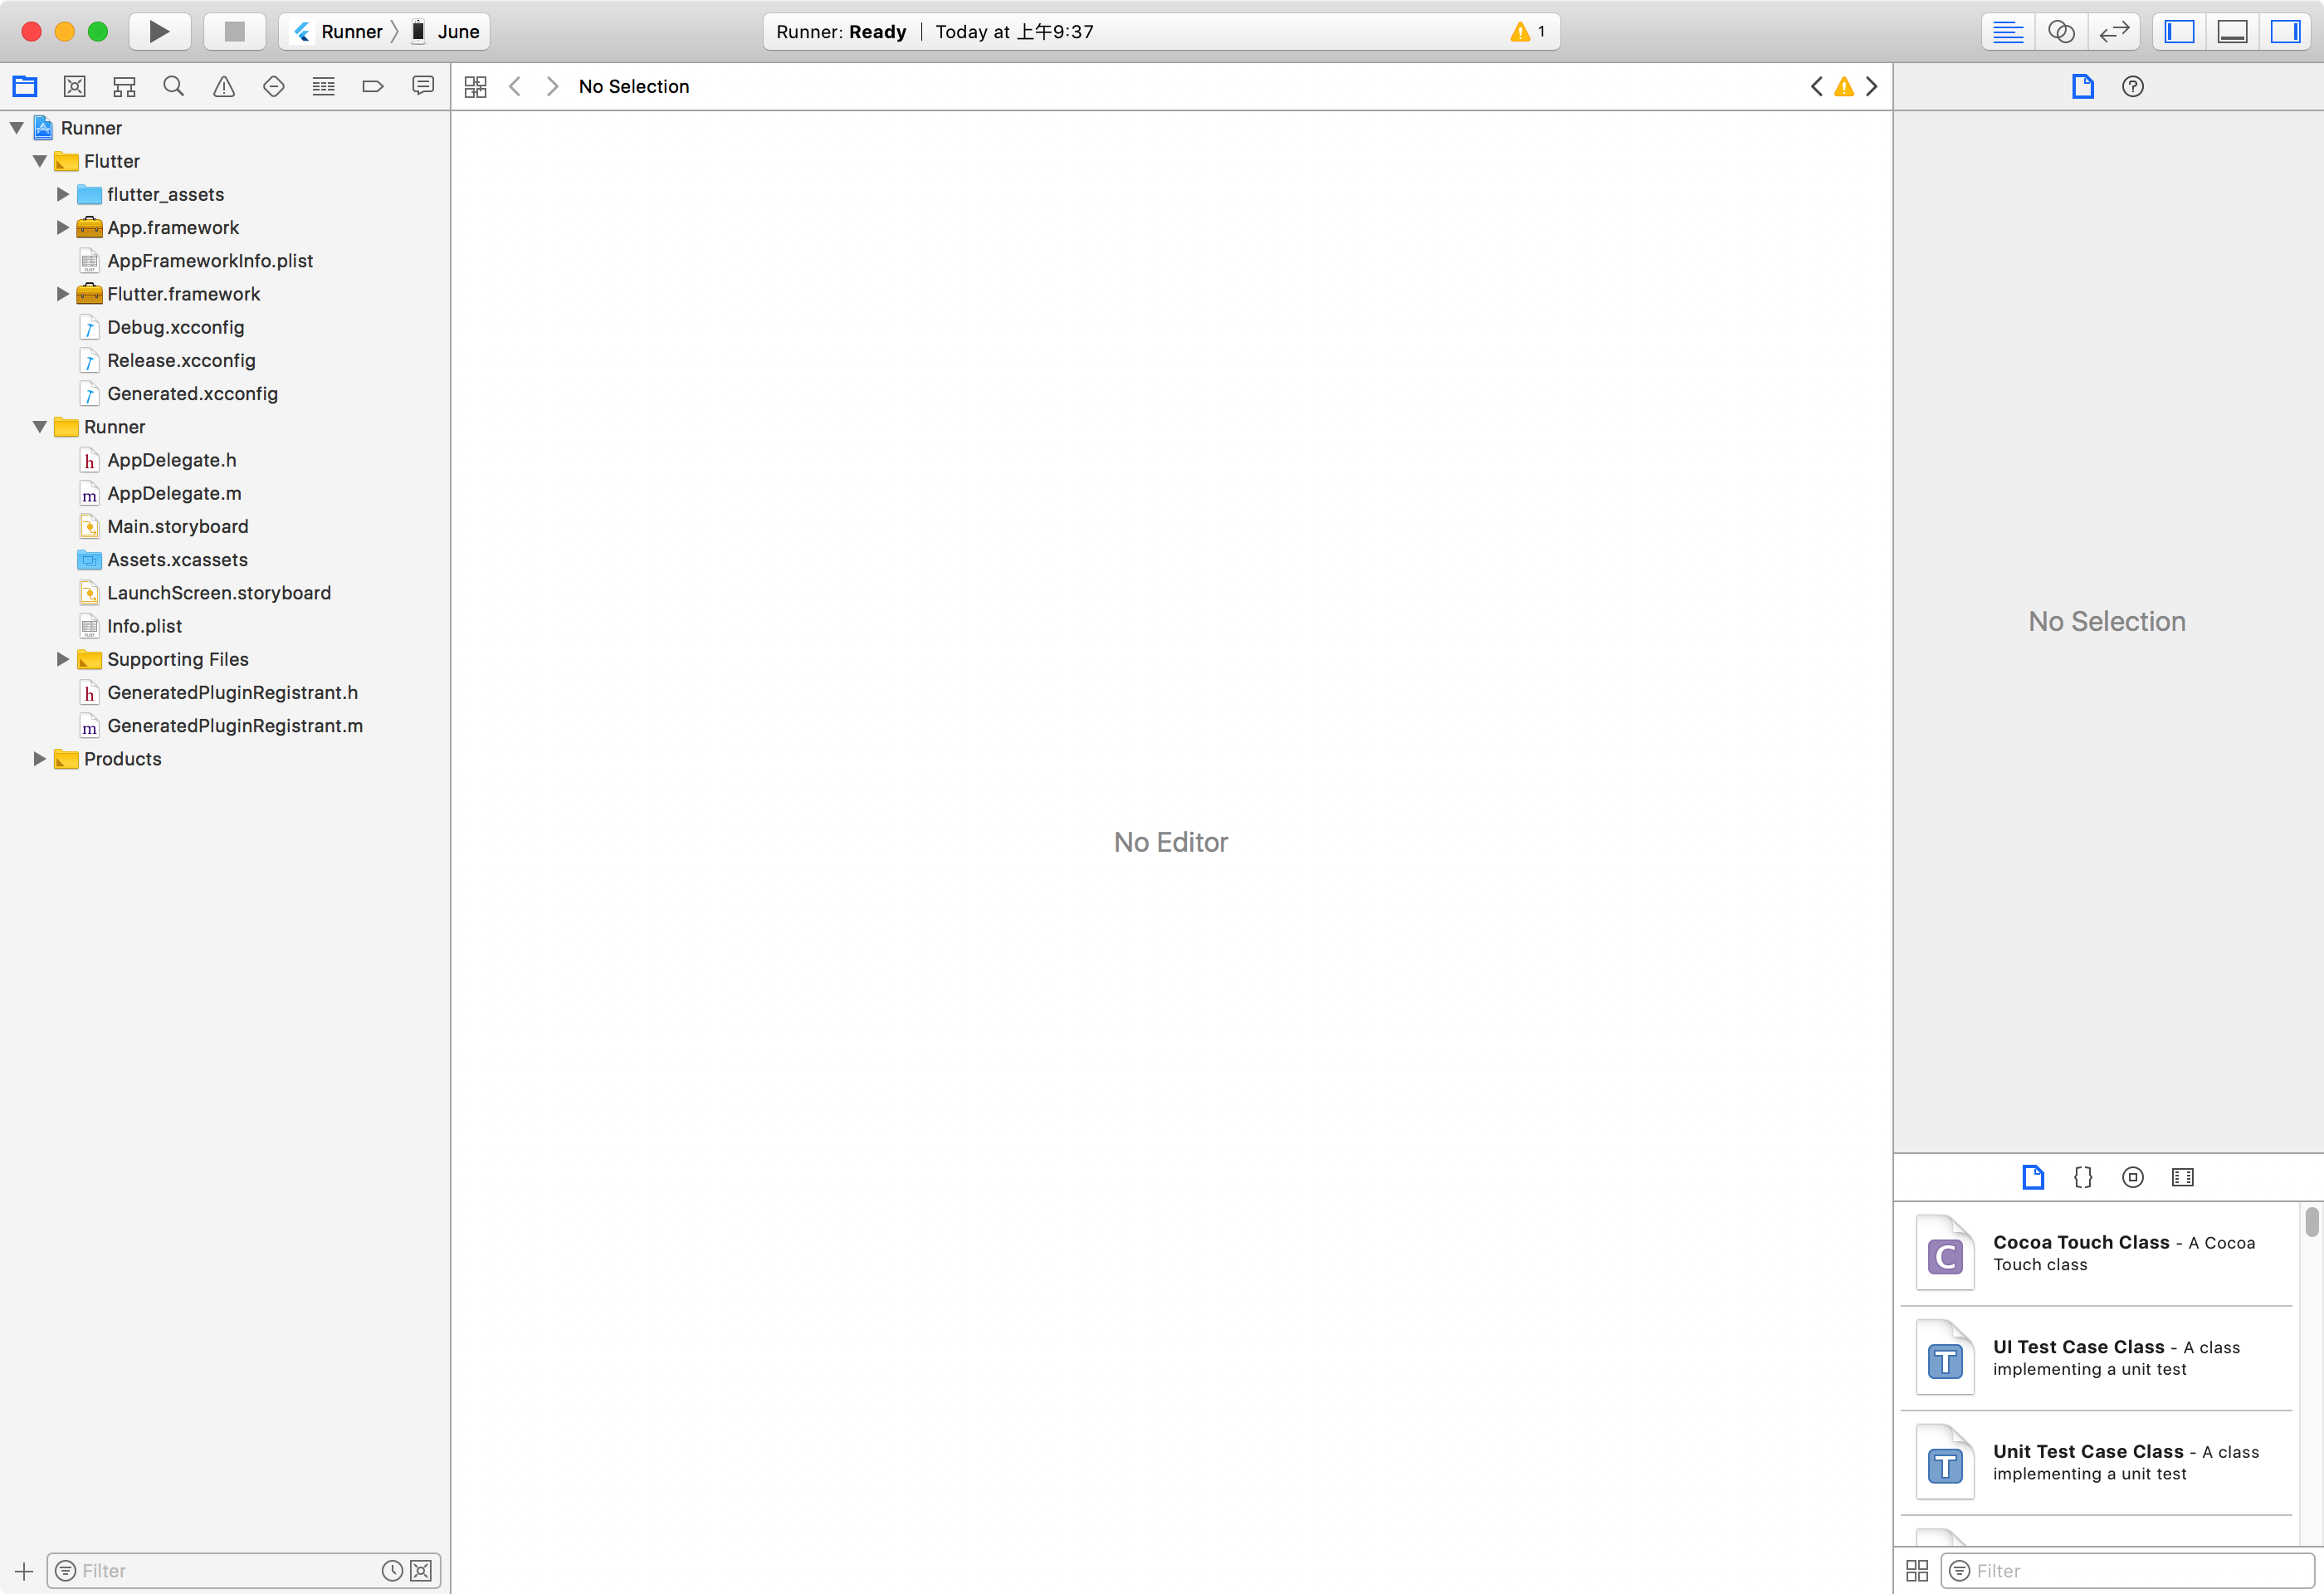 Runner
June
Runner: Ready
Today at 上午9:37
1
No Selection
Runner
Flutter
flutter_assets
App.framework
AppFrameworkInfo.plist
Flutter.framework
Debug.xcconfig
Release.xcconfig
Generated.xcconfig
Runner
AppDelegate.h
AppDelegate.m
Main.storyboard
Assets.xcassets
LaunchScreen.storyboard
Info.plist
Supporting Files
GeneratedPluginRegistrant.h
GeneratedPluginRegistrant.m
Products
Filter
No Editor
No Selection
Cocoa Touch Class - A Cocoa
Touch class
UI Test Case Class - A class
implementing a unit test
Unit Test Case Class - A class
implementing a unit test
Filter